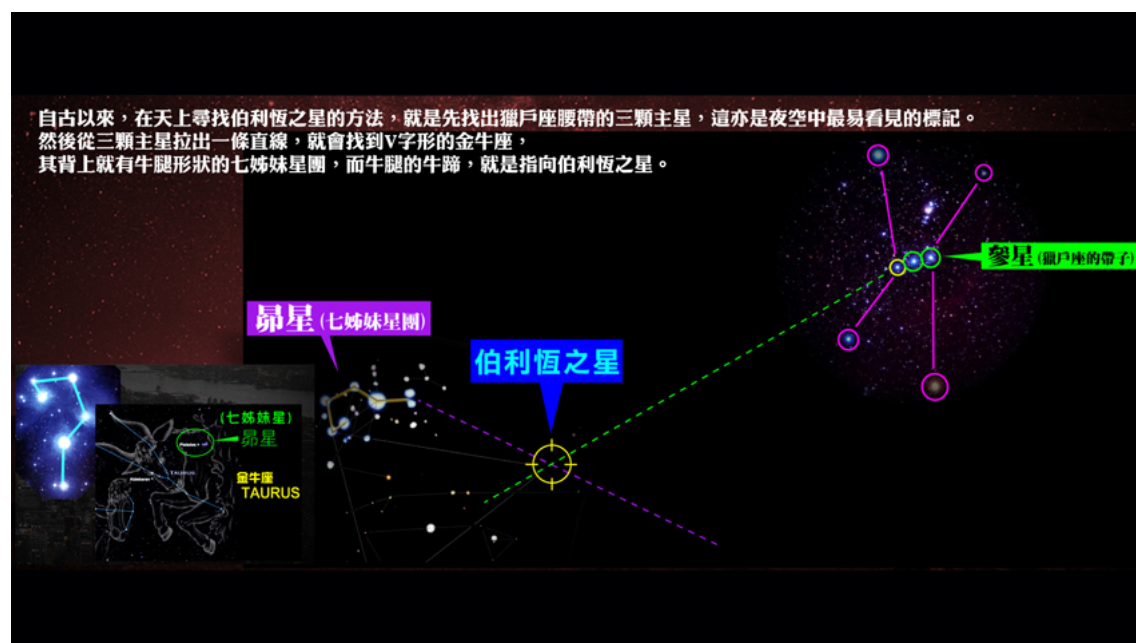 自古以來，在天上尋找伯利恆之星的方法，就是先找出獵戶座腰帶的三顆主星，這亦是夜空中最易看見的標記。
然後從三顆主星拉出一條直線，就會找到V字形的金牛座，
其背上就有牛腿形狀的七姊妹星團，而牛腿的牛蹄，就是指向伯利恆之星。
參星 (獵戶座的帶子)
昴星 (七姊妹星團)
伯利恆之星
(七姊妹星)
昴星
TAURUS
金牛座
TAURUS